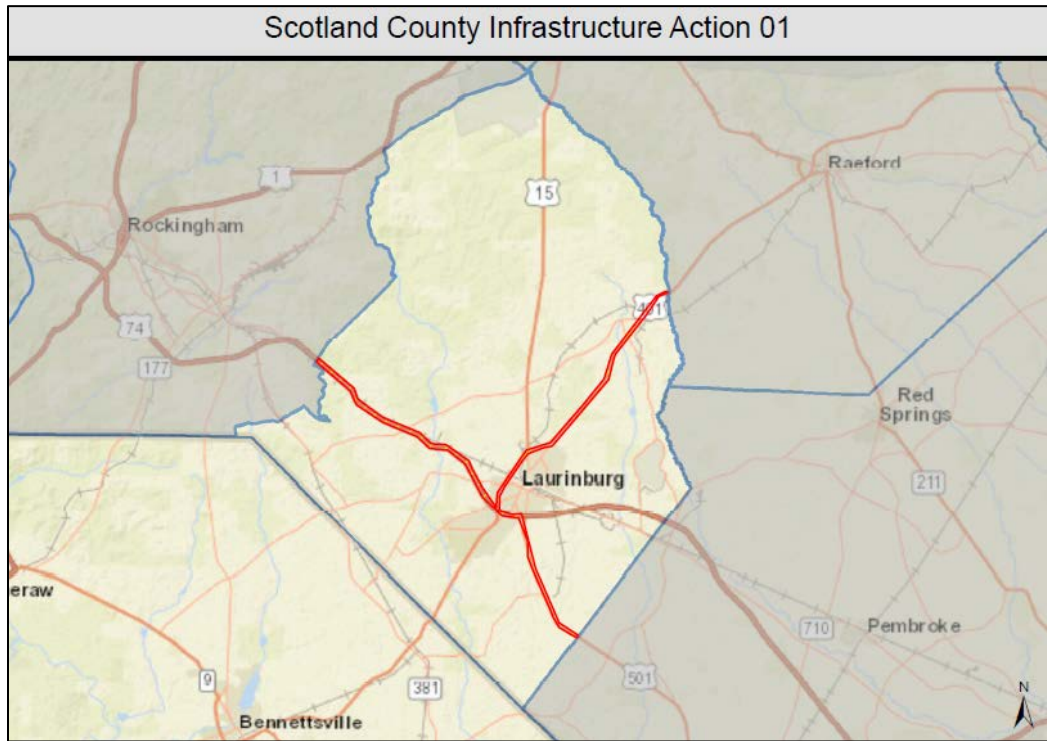 Scotland County Infrastructure Action 01
Raeford
1
15
Rockingham
401
74
177
Red
Springs
Laurinburg
211
eraw
710
Pembroke
9
381
501
Bennettsville
N